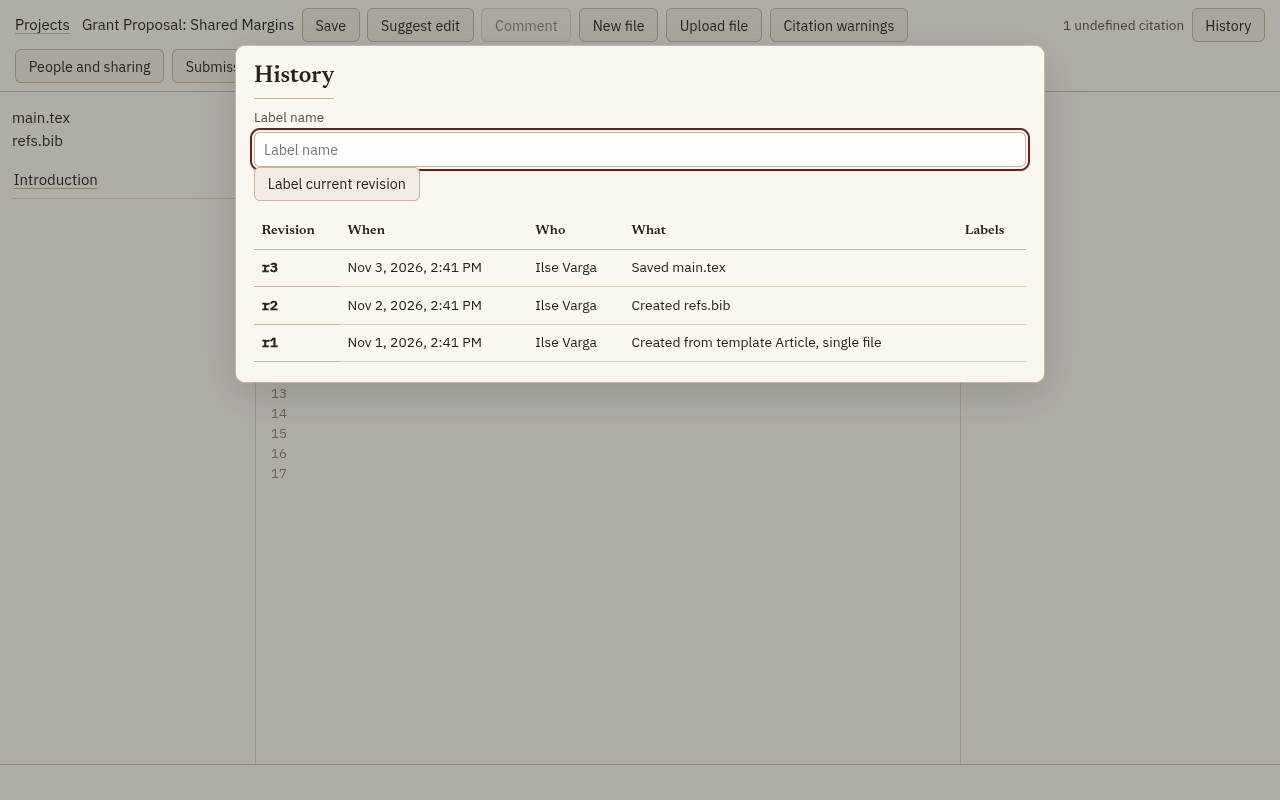 Projects Grant Proposal: Shared Margins Save Suggest edit Comment New file Upload file Citation warnings 1 undefined citation History
People and sharing
main.tex
refs.bib
Introduction
History
Label name
Label name
Label current revision
Revision When Who What Labels
r3 Nov 3, 2026, 2:41 PM Ilse Varga Saved main.tex
r2 Nov 2, 2026, 2:41 PM Ilse Varga Created refs.bib
r1 Nov 1, 2026, 2:41 PM Ilse Varga Created from template Article, single file
13
14
15
16
17